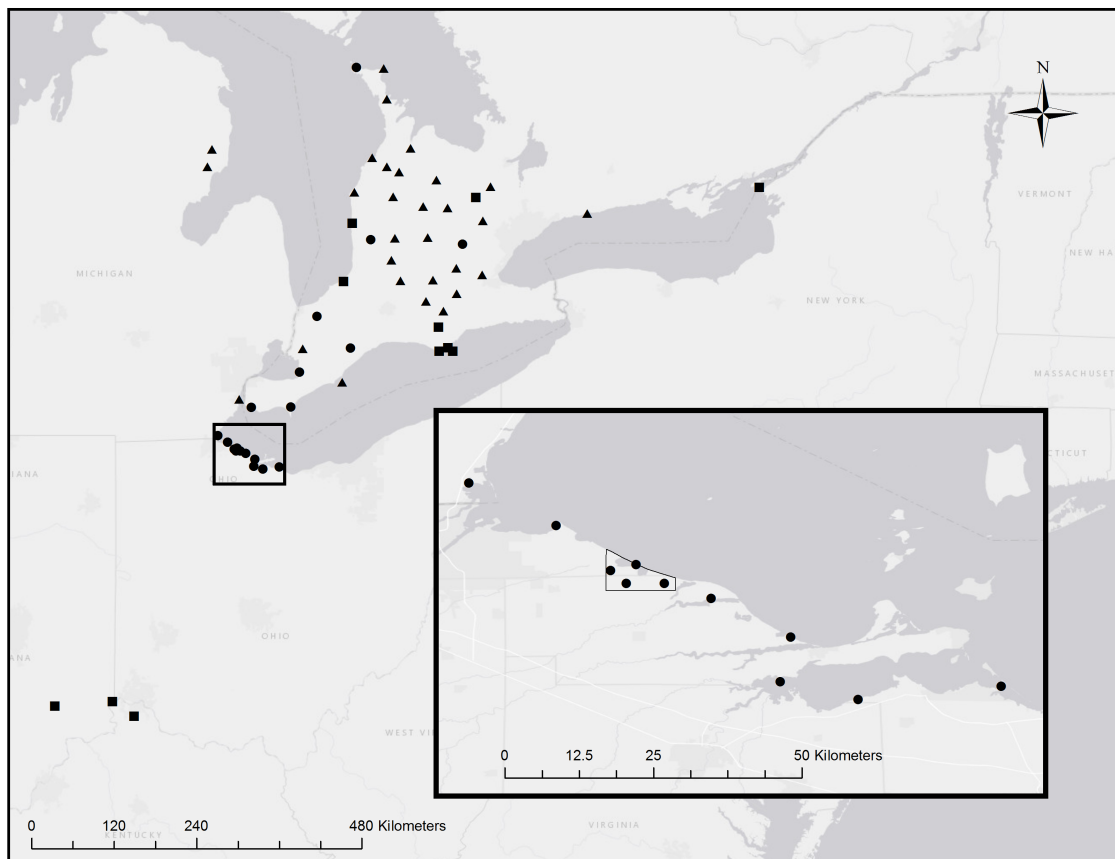 N
VERMONT
NEW HA
MICHIGAN
NEW YORK
MASSACHUSET
CTICUT
IANA
OHIO
OHIO
ANA
WEST VI
0 12.5 25 50 Kilometers
0 120 240 480 Kilometers
KENTUCKY
VIRGINIA